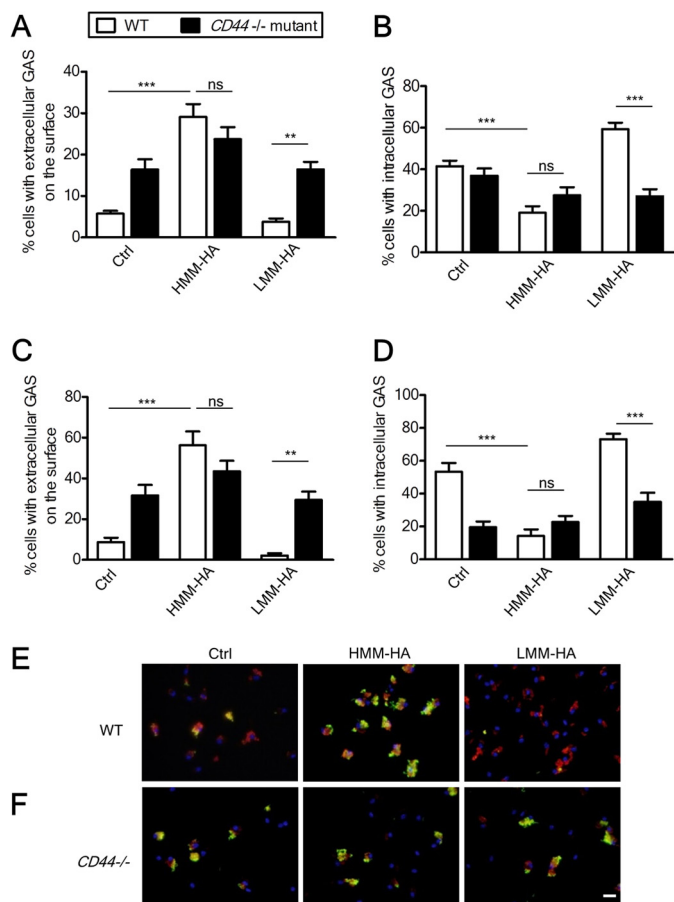 A
WT
CD44 -/- mutant
% cells with extracellular GAS
on the surface
40
30
20
10
0
***
ns
**
Ctrl
HMM-HA
LMM-HA
B
% cells with intracellular GAS
80
60
40
20
0
***
ns
***
Ctrl
HMM-HA
LMM-HA
C
% cells with extracellular GAS
on the surface
80
60
40
20
0
***
ns
**
Ctrl
HMM-HA
LMM-HA
D
% cells with intracellular GAS
100
80
60
40
20
0
***
ns
***
Ctrl
HMM-HA
LMM-HA
E
Ctrl
HMM-HA
LMM-HA
WT
F
CD44-/-